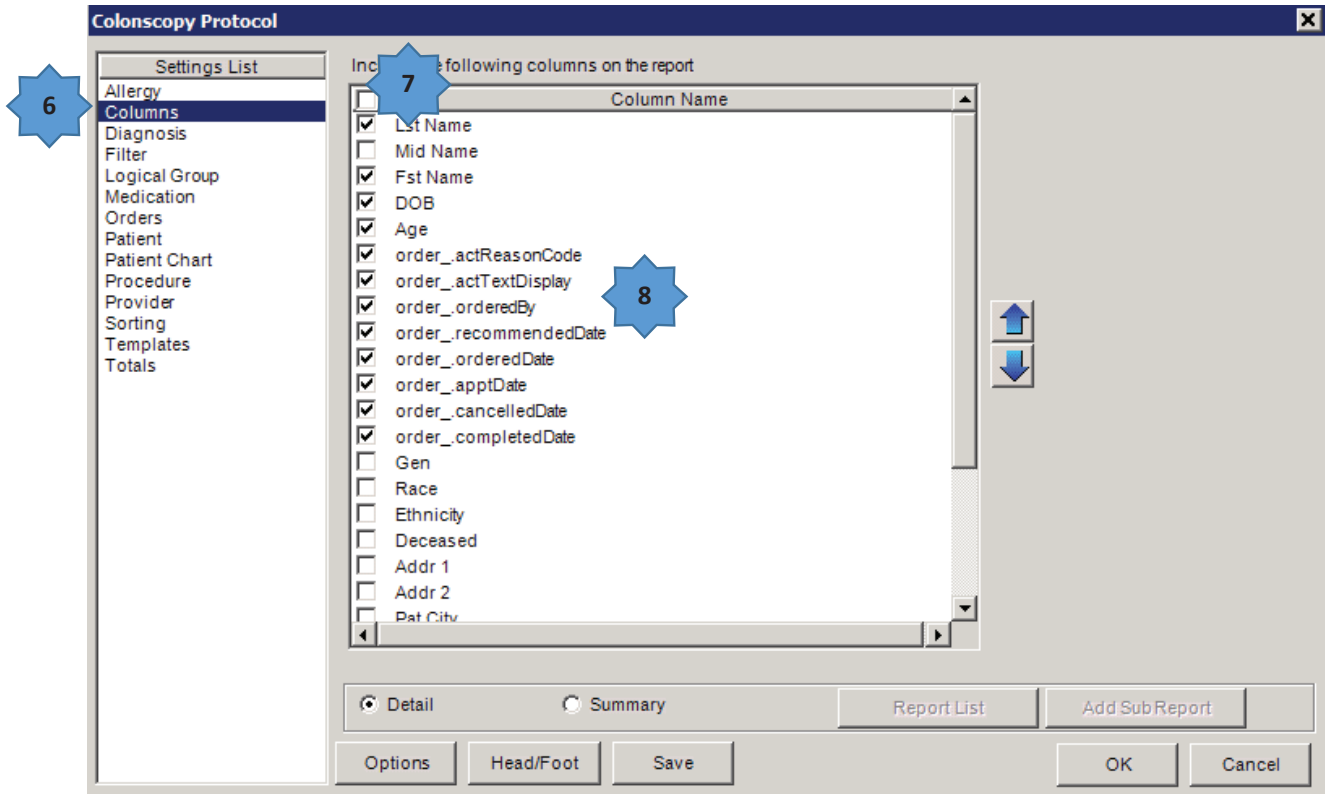 Colonscopy Protocol
Settings List
Allergy
Columns
Diagnosis
Filter
Logical Group
Medication
Orders
Patient
Patient Chart
Procedure
Provider
Sorting
Templates
Totals
6
following columns on the report
7
Column Name
Lst Name
Mid Name
Fst Name
DOB
Age
order_.actReasonCode
order_.actTextDisplay
order_.orderedBy
8
order_.recommendedDate
order_.orderedDate
order_.apptDate
order_.cancelledDate
order_.completedDate
Gen
Race
Ethnicity
Deceased
Addr 1
Addr 2
Pat City
Detail
Summary
Report List
Add Sub Report
Options
Head/Foot
Save
OK
Cancel